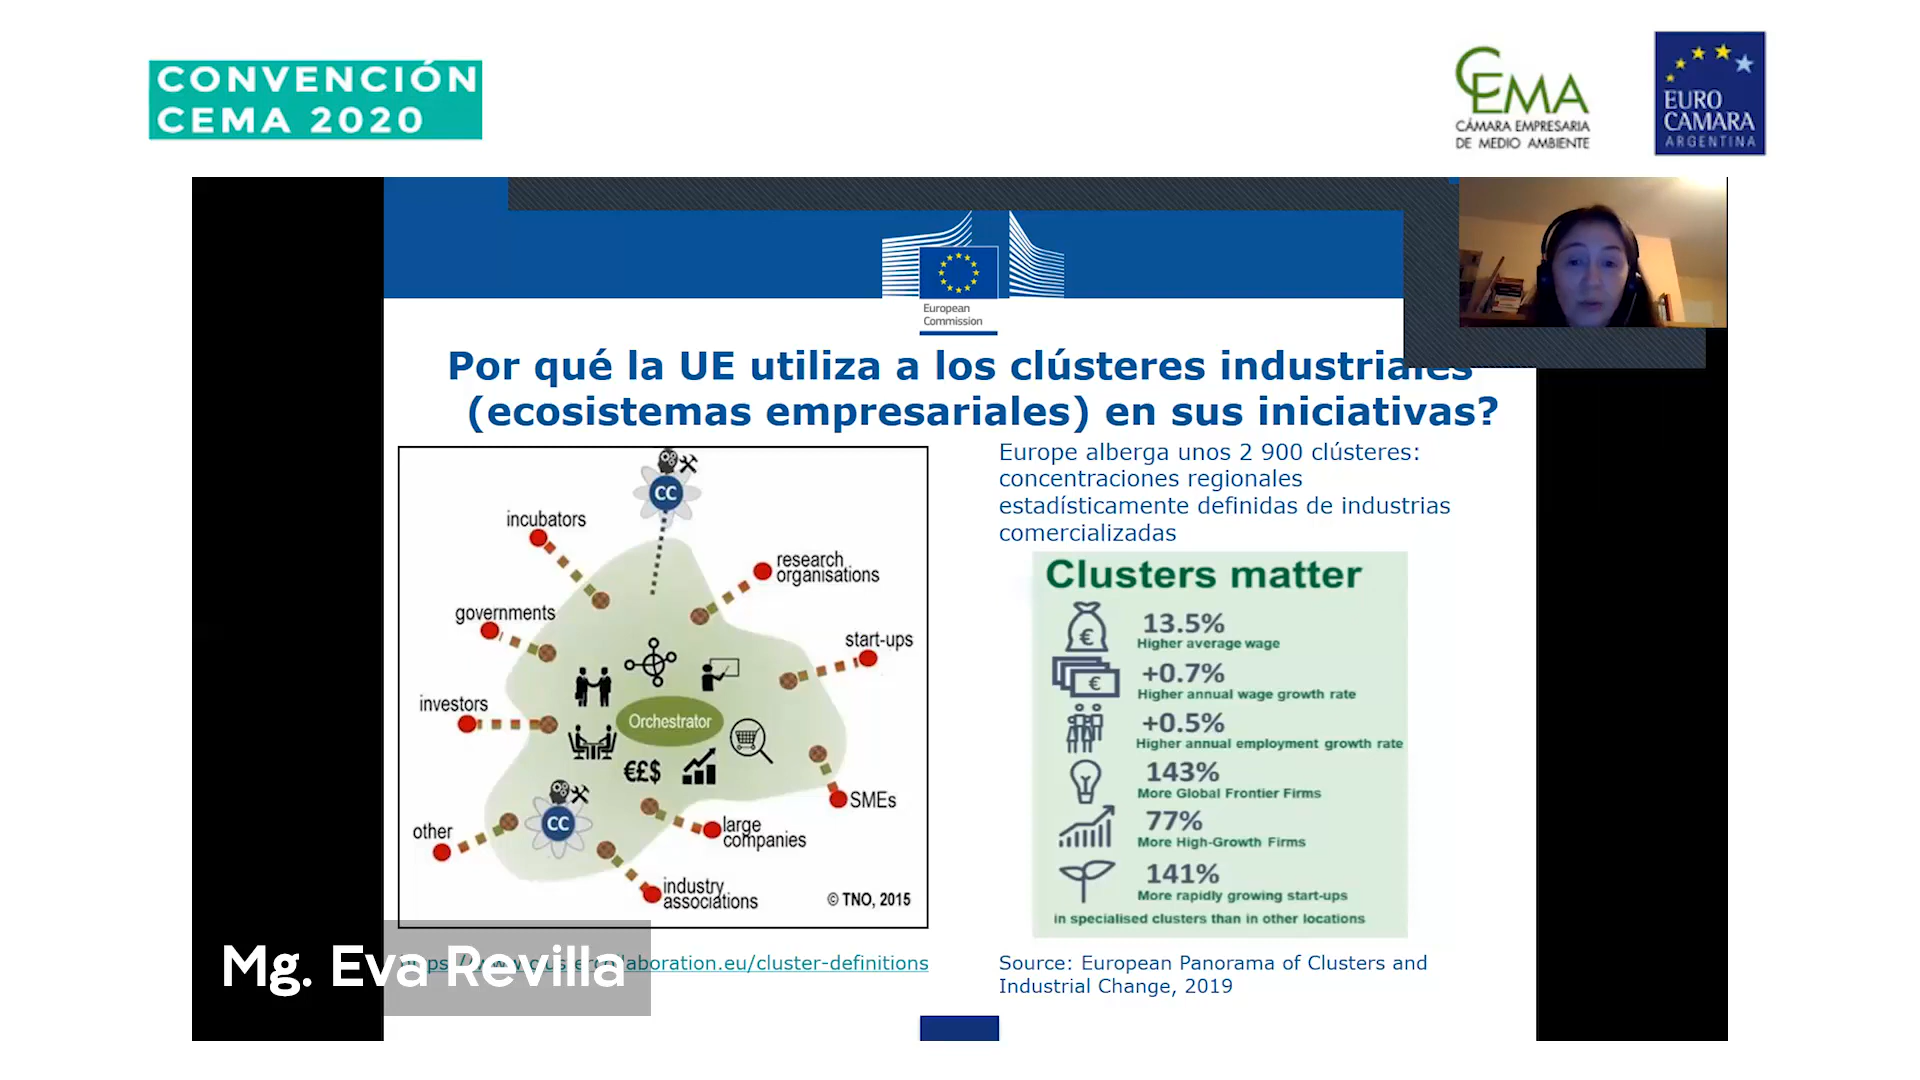 CONVENCIÓN
CEMA 2020
CEMA
CÁMARA EMPRESARIA
DE MEDIO AMBIENTE
EURO
CAMARA
ARGENTINA
European
Commission
Por qué la UE utiliza a los clústeres industriales
(ecosistemas empresariales) en sus iniciativas?
CC
incubators
research
organisations
governments
start-ups
investors
Orchestrator
€£$
SMEs
CC
other
large
companies
industry
associations
© TNO, 2015
Europe alberga unos 2 900 clústeres:
concentraciones regionales
estadísticamente definidas de industrias
comercializadas
Clusters matter
€
13.5%
Higher average wage
€
+0.7%
Higher annual wage growth rate
+0.5%
Higher annual employment growth rate
143%
More Global Frontier Firms
77%
More High-Growth Firms
141%
More rapidly growing start-ups
in specialised clusters than in other locations
Mg. Eva Revilla
laboration.eu/cluster-definitions
Source: European Panorama of Clusters and
Industrial Change, 2019